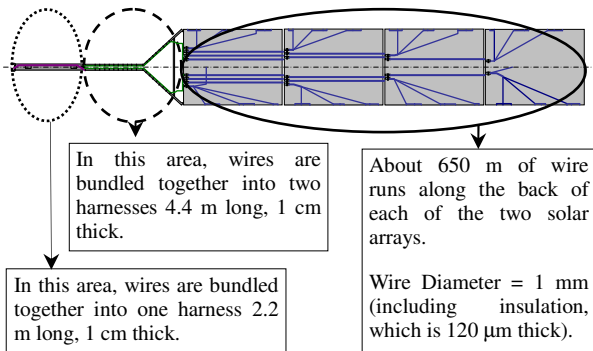 In this area, wires are
bundled together into two
harnesses 4.4 m long, 1 cm
thick.
In this area, wires are bundled
together into one harness 2.2
m long, 1 cm thick.
About 650 m of wire
runs along the back of
each of the two solar
arrays.
Wire Diameter = 1 mm
(including insulation,
which is 120 μm thick).